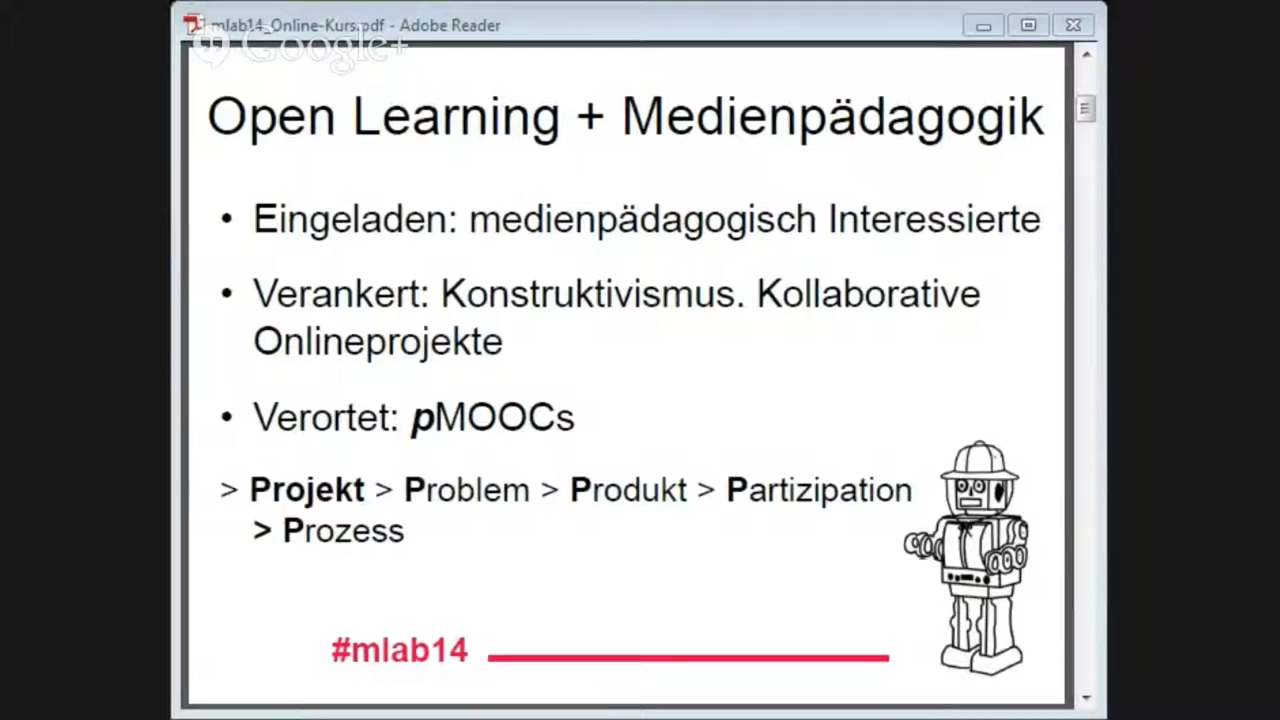 mlab14_Online-Kurs.pdf - Adobe Reader
Google+
Open Learning + Medienpädagogik
• Eingeladen: medienpädagogisch Interessierte
• Verankert: Konstruktivismus. Kollaborative
Onlineprojekte
• Verortet: pMOOCs
> Projekt > Problem > Produkt > Partizipation
> Prozess
#mlab14